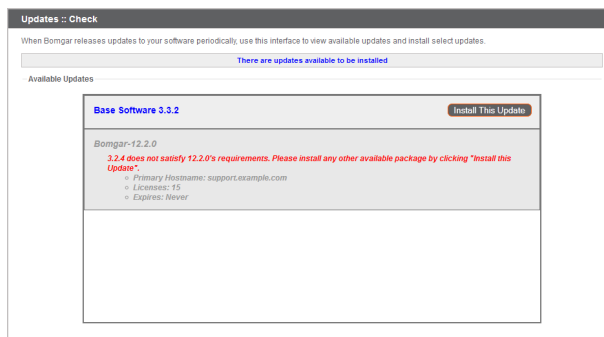 Updates :: Check
When Bomgar releases updates to your software periodically, use this interface to view available updates and install select updates.
There are updates available to be installed
Available Updates
Base Software 3.3.2
Install This Update
Bomgar-12.2.0
3.2.4 does not satisfy 12.2.0's requirements. Please install any other available package by clicking "Install this
Update".
Primary Hostname: support.example.com
Licenses: 15
Expires: Never